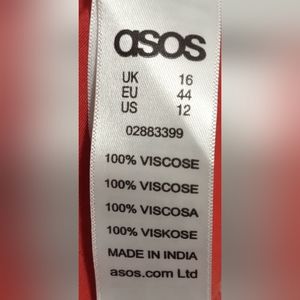 asos
UK 16
EU 44
US 12
02883399
100% VISCOSE
100% VISCOSE
100% VISCOSA
100% VISKOSE
MADE IN INDIA
asos.com Ltd